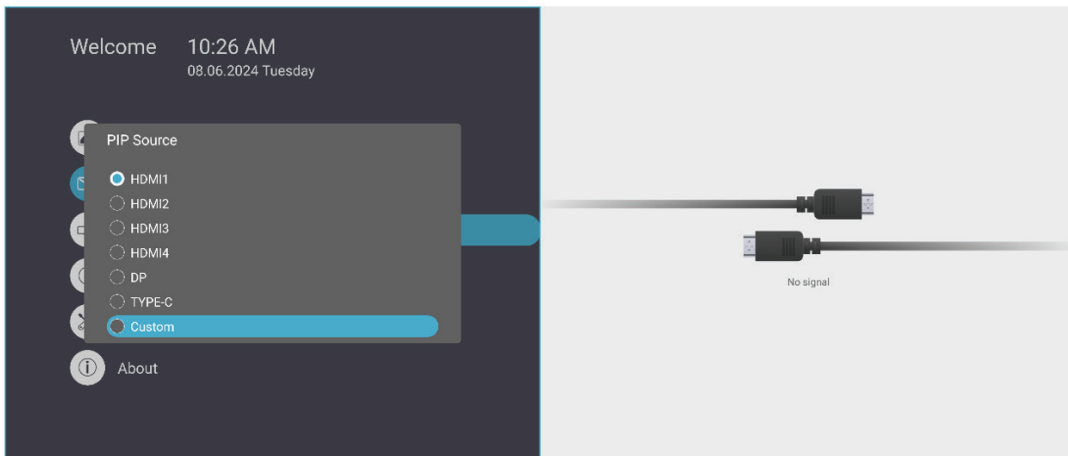 Welcome
10:26 AM
08.06.2024 Tuesday
PIP Source
HDMI1
HDMI2
HDMI3
HDMI4
DP
TYPE-C
Custom
About
No signal